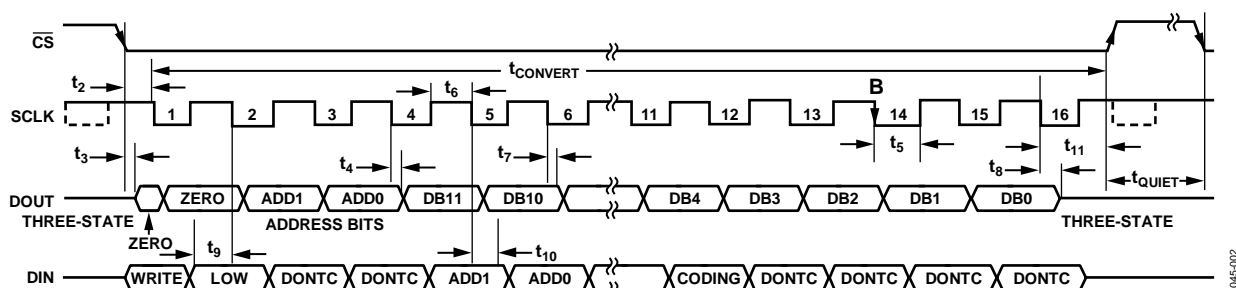 CS
t2
tCONVERT
t6
B
SCLK
1 2 3 4 5 6 11 12 13 14 15 16
t3
t4
t7
t5
t8
t11
tQUIET
DOUT
ZERO ADD1 ADD0 DB11 DB10 DB4 DB3 DB2 DB1 DB0
THREE-STATE
ADDRESS BITS
THREE-STATE
ZERO
t9
t10
DIN
WRITE LOW DONTC DONTC ADD1 ADD0 CODING DONTC DONTC DONTC DONTC
045-002